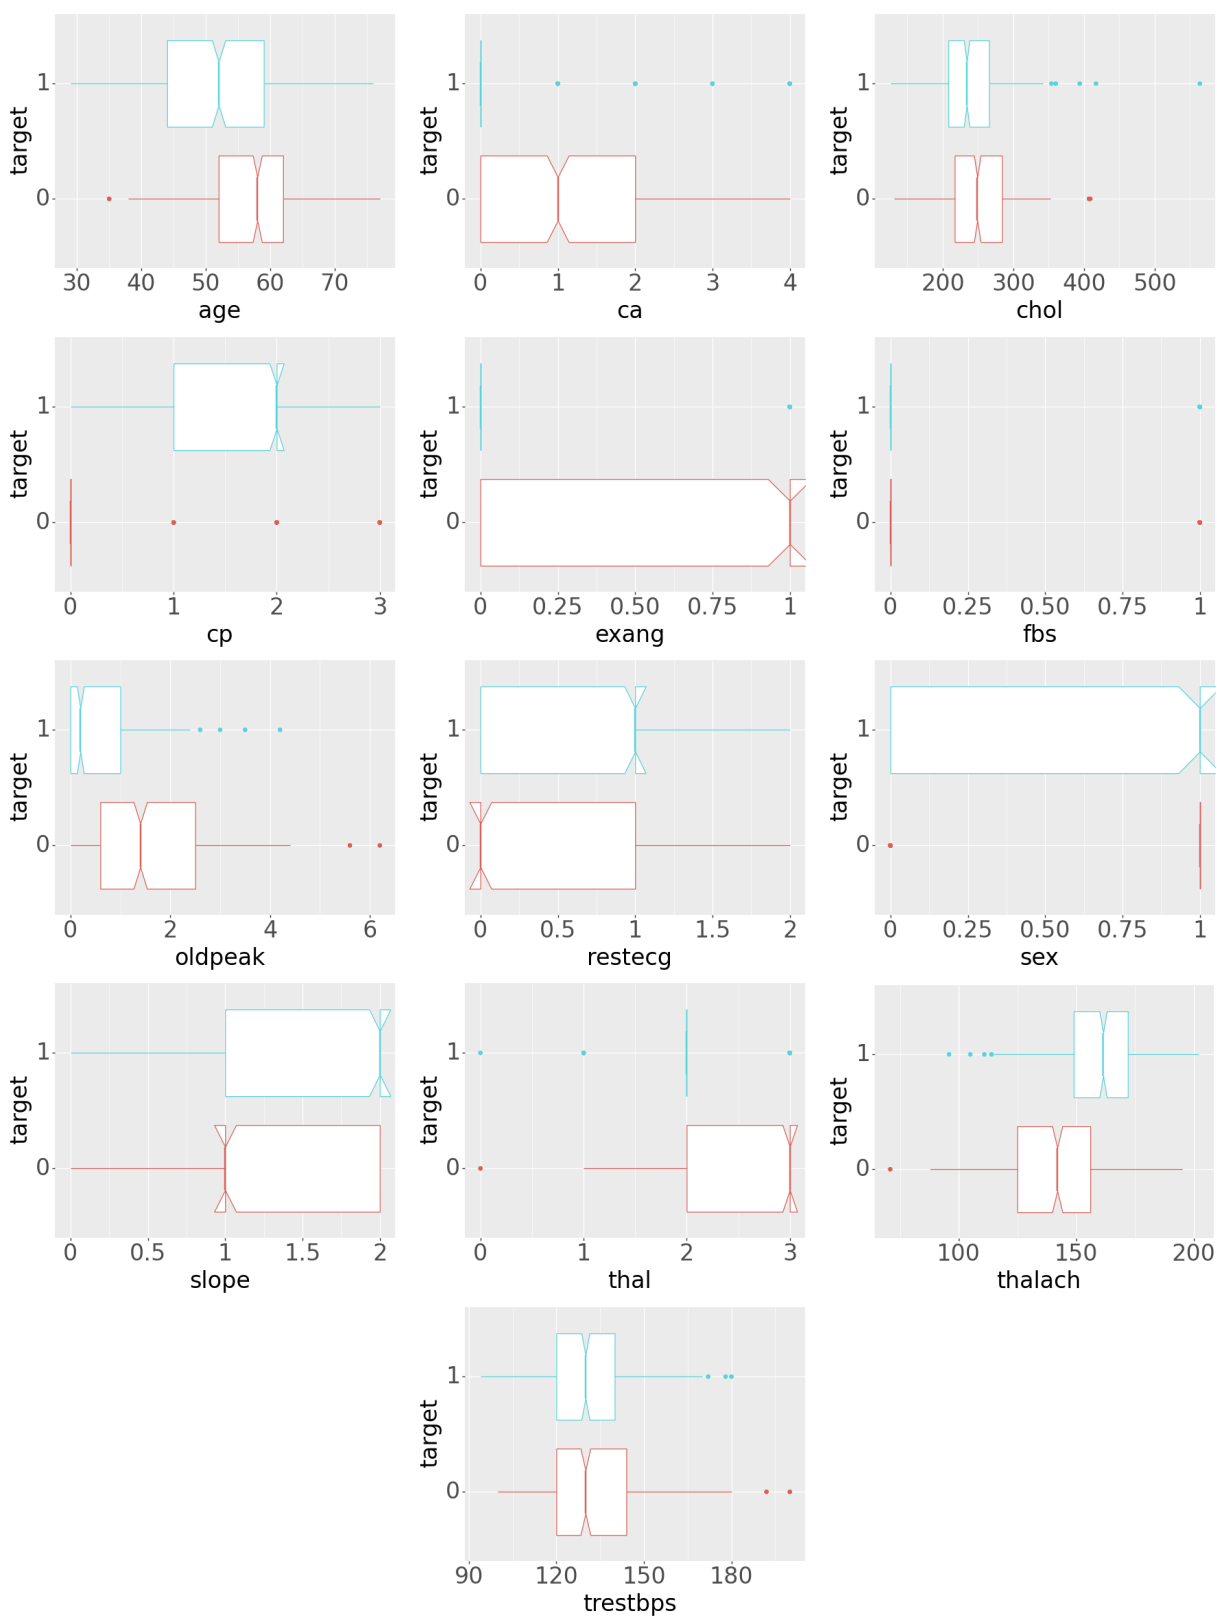 target
1
0
30 40 50 60 70
age
target
1
0
0 1 2 3 4
ca
target
1
0
200 300 400 500
chol
target
1
0
0 1 2 3
cp
target
1
0
0 0.25 0.50 0.75 1
exang
target
1
0
0 0.25 0.50 0.75 1
fbs
target
1
0
0 2 4 6
oldpeak
target
1
0
0 0.5 1 1.5 2
restecg
target
1
0
0 0.25 0.50 0.75 1
sex
target
1
0
0 0.5 1 1.5 2
slope
target
1
0
0 1 2 3
thal
target
1
0
100 150 200
thalach
target
1
0
90 120 150 180
trestbps